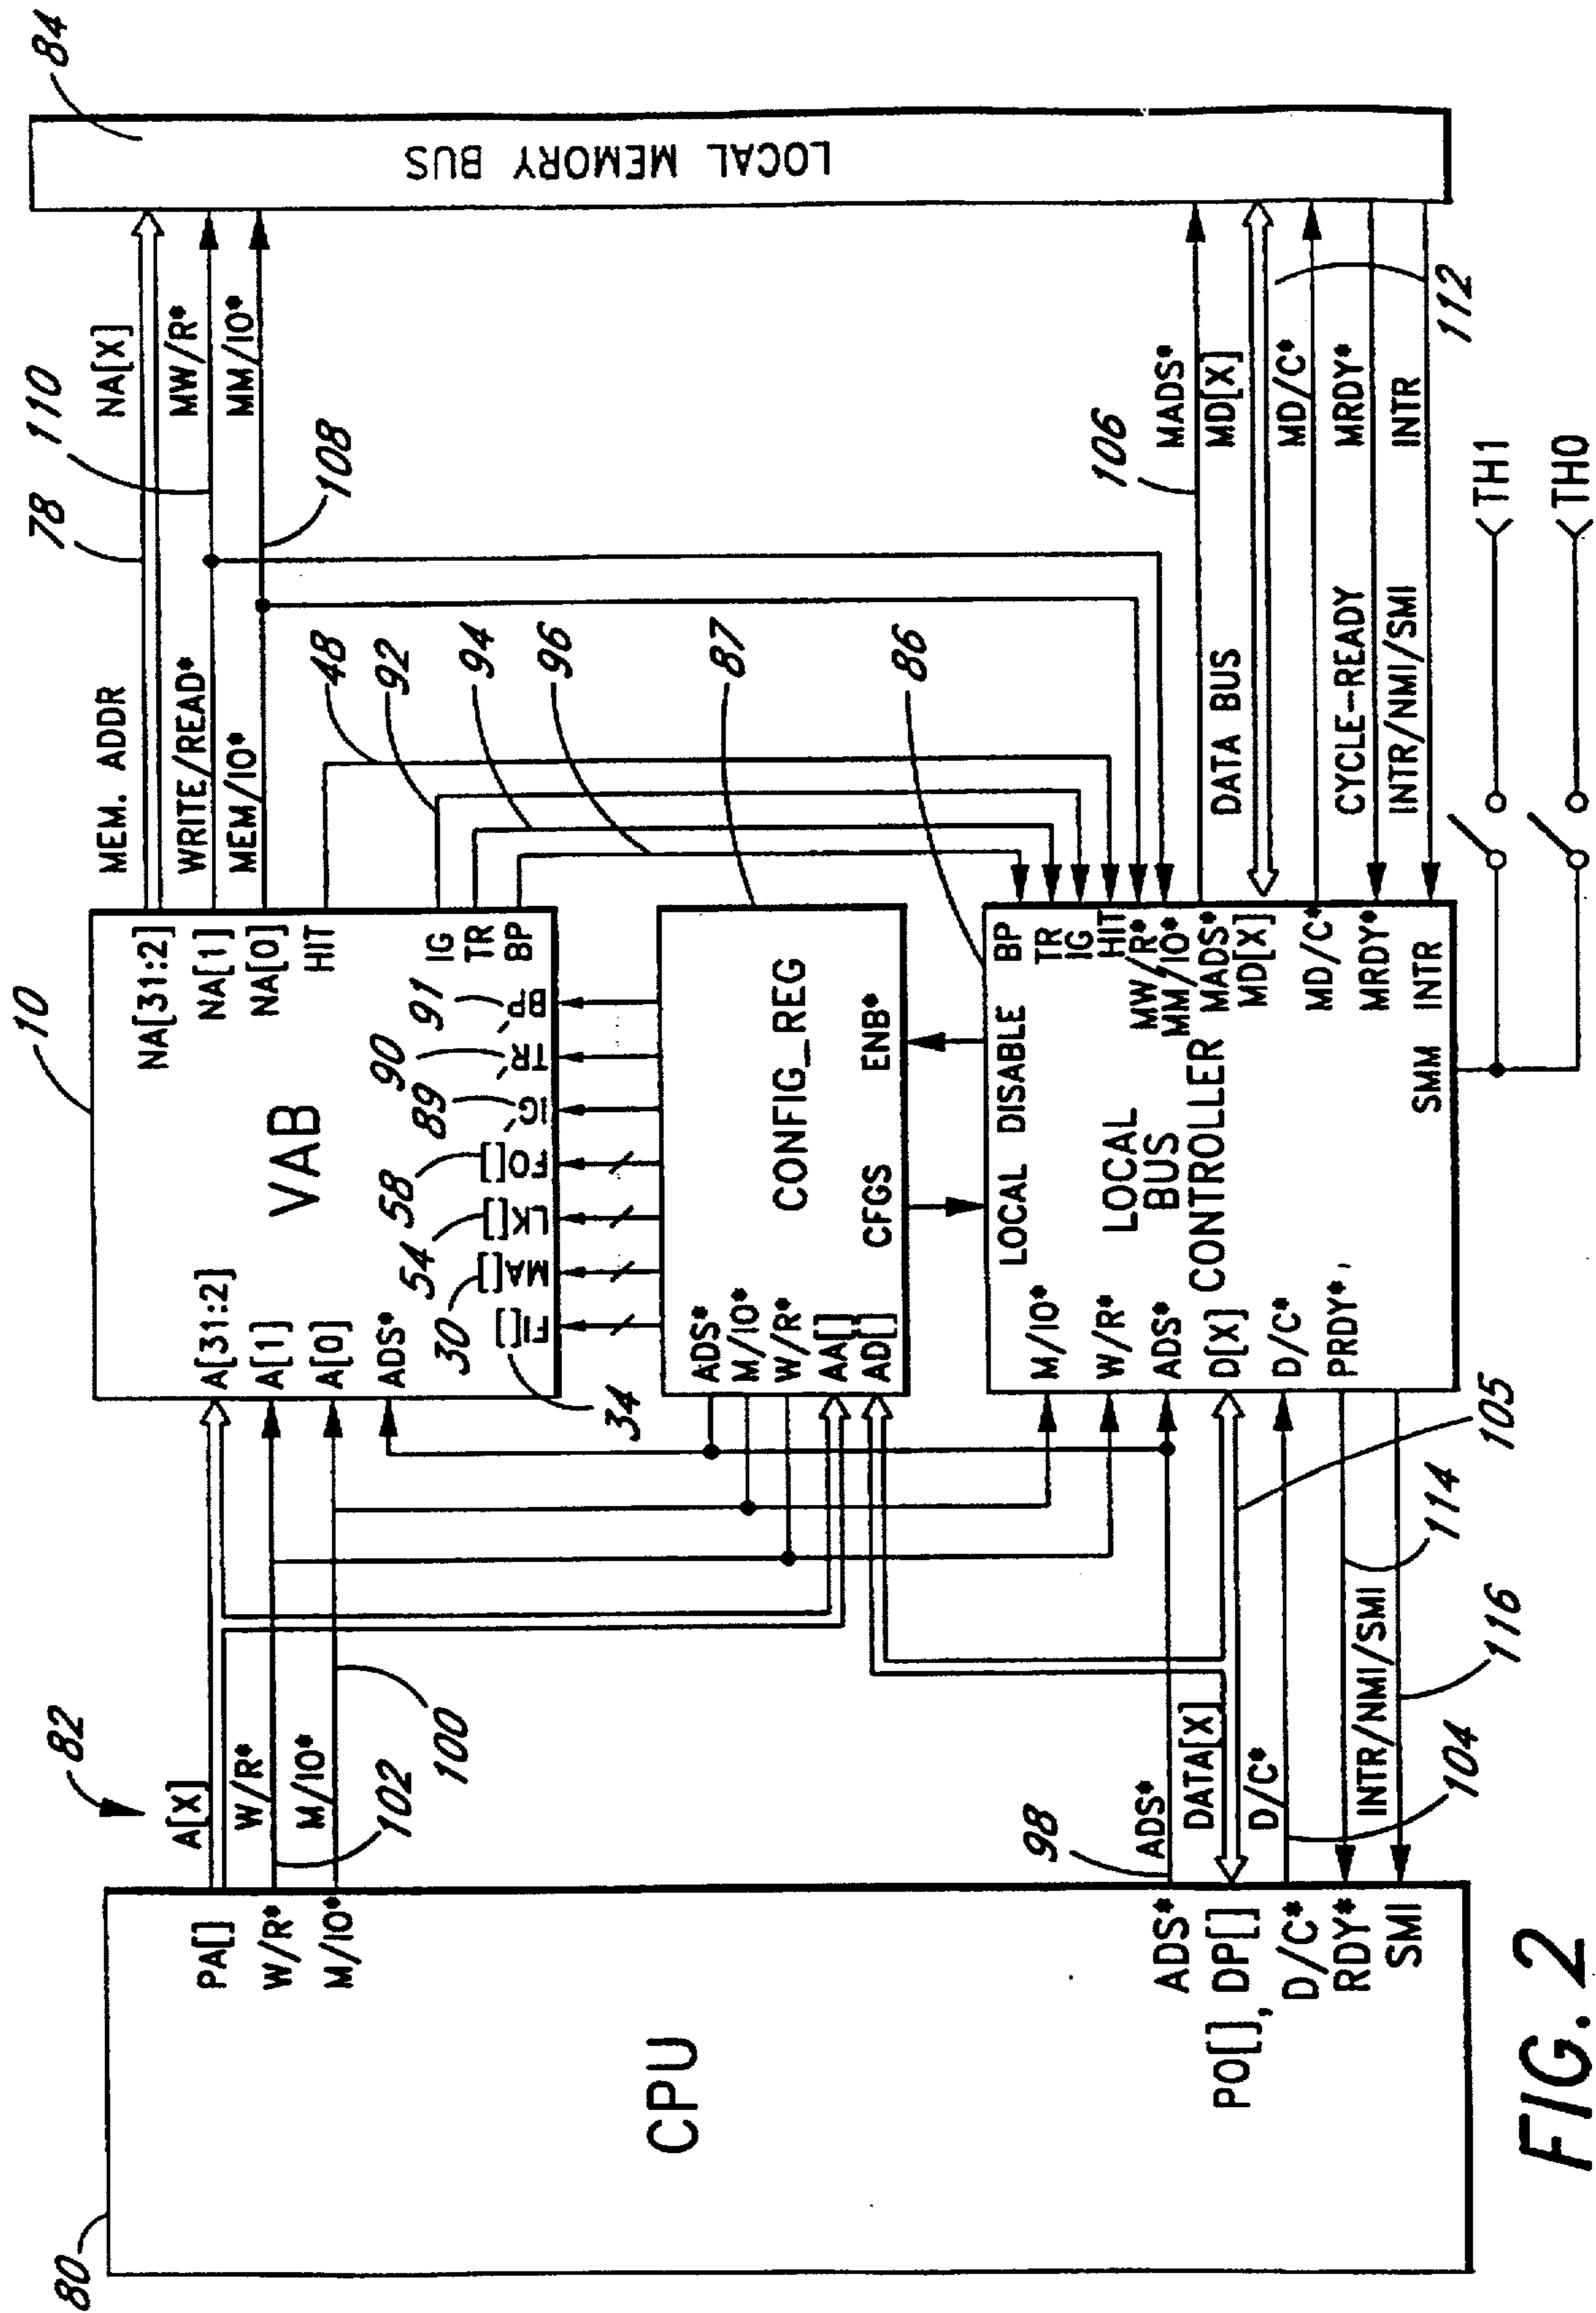 82
80
CPU
PA[]
W/R*
M/IO*
ADS*
PO[], DP[]
D/C*
RDY*
SMI
A[X]
W/R*
M/IO*
102
100
98
ADS*
DATA[X]
D/C*
104
INTR/NMI/SMI
116
114
105
10
VAB
A[31:2]
A[1]
A[0]
ADS*
NA[31:2]
NA[1]
NA[0]
HIT
IG
TR
BP
FI[]
MA[]
LK[]
FO[]
IG
TR
BP
34
30
54
58
89
90
91
CONFIG_REG
ADS*
M/IO*
W/R*
AA[]
AD[]
CFGS
ENB*
87
LOCAL DISABLE
LOCAL
BUS
CONTROLLER
M/IO*
W/R*
ADS*
D[X]
D/C*
PRDY*,
BP
TR
IG
HIT
MW/R*
MM/IO*
MADS*
MD[X]
MD/C*
MRDY*
SMM INTR
86
48
92
94
96
MEM. ADDR
WRITE/READ*
MEM/IO*
78
110
108
NA[X]
MW/R*
MM/IO*
106
MADS*
DATA BUS
MD[X]
MD/C*
CYCLE-READY
MRDY*
INTR/NMI/SMI
INTR
112
TH1
TH0
LOCAL MEMORY BUS
84
FIG. 2